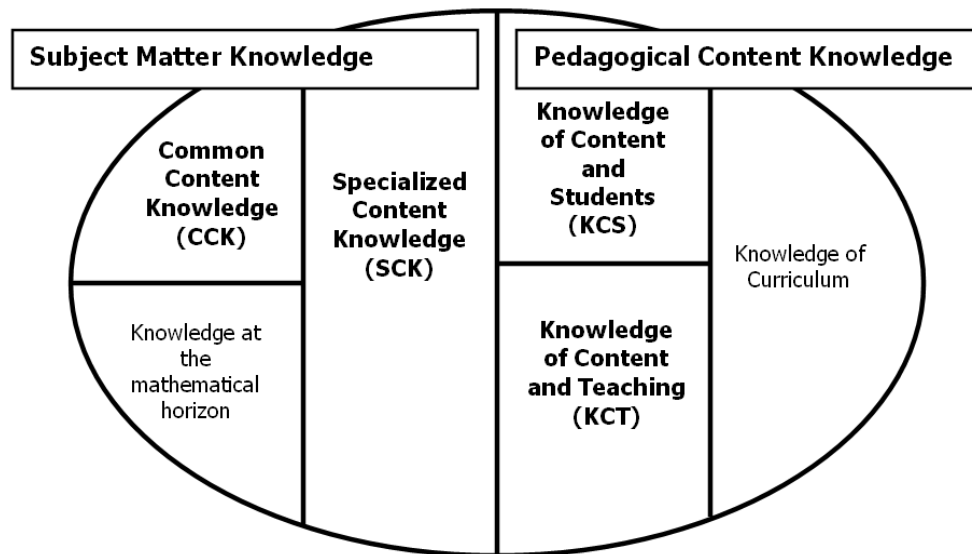 Subject Matter Knowledge
Pedagogical Content Knowledge
Common
Content
Knowledge
(CCK)
Knowledge at
the
mathematical
horizon
Specialized
Content
Knowledge
(SCK)
Knowledge
of Content
and
Students
(KCS)
Knowledge
of Content
and Teaching
(KCT)
Knowledge of
Curriculum